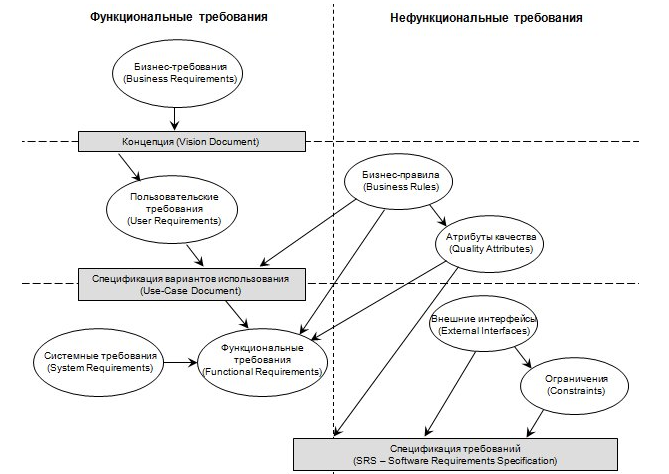 Функциональные требования
Нефункциональные требования
Бизнес-требования
(Business Requirements)
Концепция (Vision Document)
Бизнес-правила
(Business Rules)
Пользовательские
требования
(User Requirements)
Атрибуты качества
(Quality Attributes)
Спецификация вариантов использования
(Use-Case Document)
Внешние интерфейсы
(External Interfaces)
Системные требования
(System Requirements)
Функциональные
требования
(Functional Requirements)
Ограничения
(Constraints)
Спецификация требований
(SRS – Software Requirements Specification)